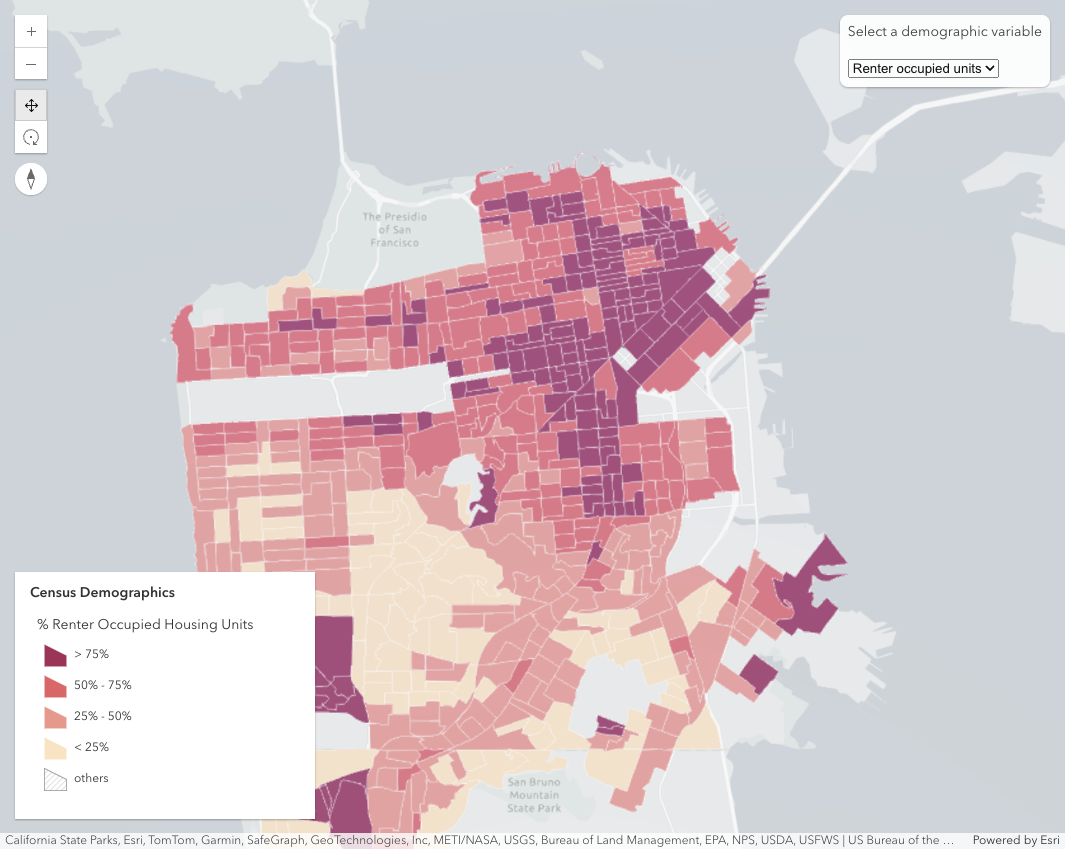 +
−
Select a demographic variable
Renter occupied units
The Presidio
of San
Francisco
Census Demographics
% Renter Occupied Housing Units
> 75%
50% - 75%
25% - 50%
< 25%
others
San Bruno
Mountain
State Park
California State Parks, Esri, TomTom, Garmin, SafeGraph, GeoTechnologies, Inc, METI/NASA, USGS, Bureau of Land Management, EPA, NPS, USDA, USFWS | US Bureau of the ... Powered by Esri